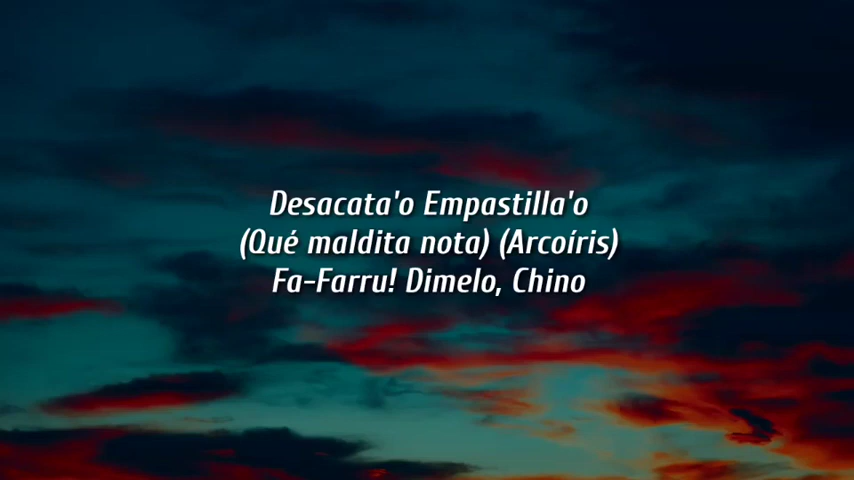 Desacata'o Empastilla'o
(Qué maldita nota) (Arcoíris)
Fa-Farru! Dimelo, Chino